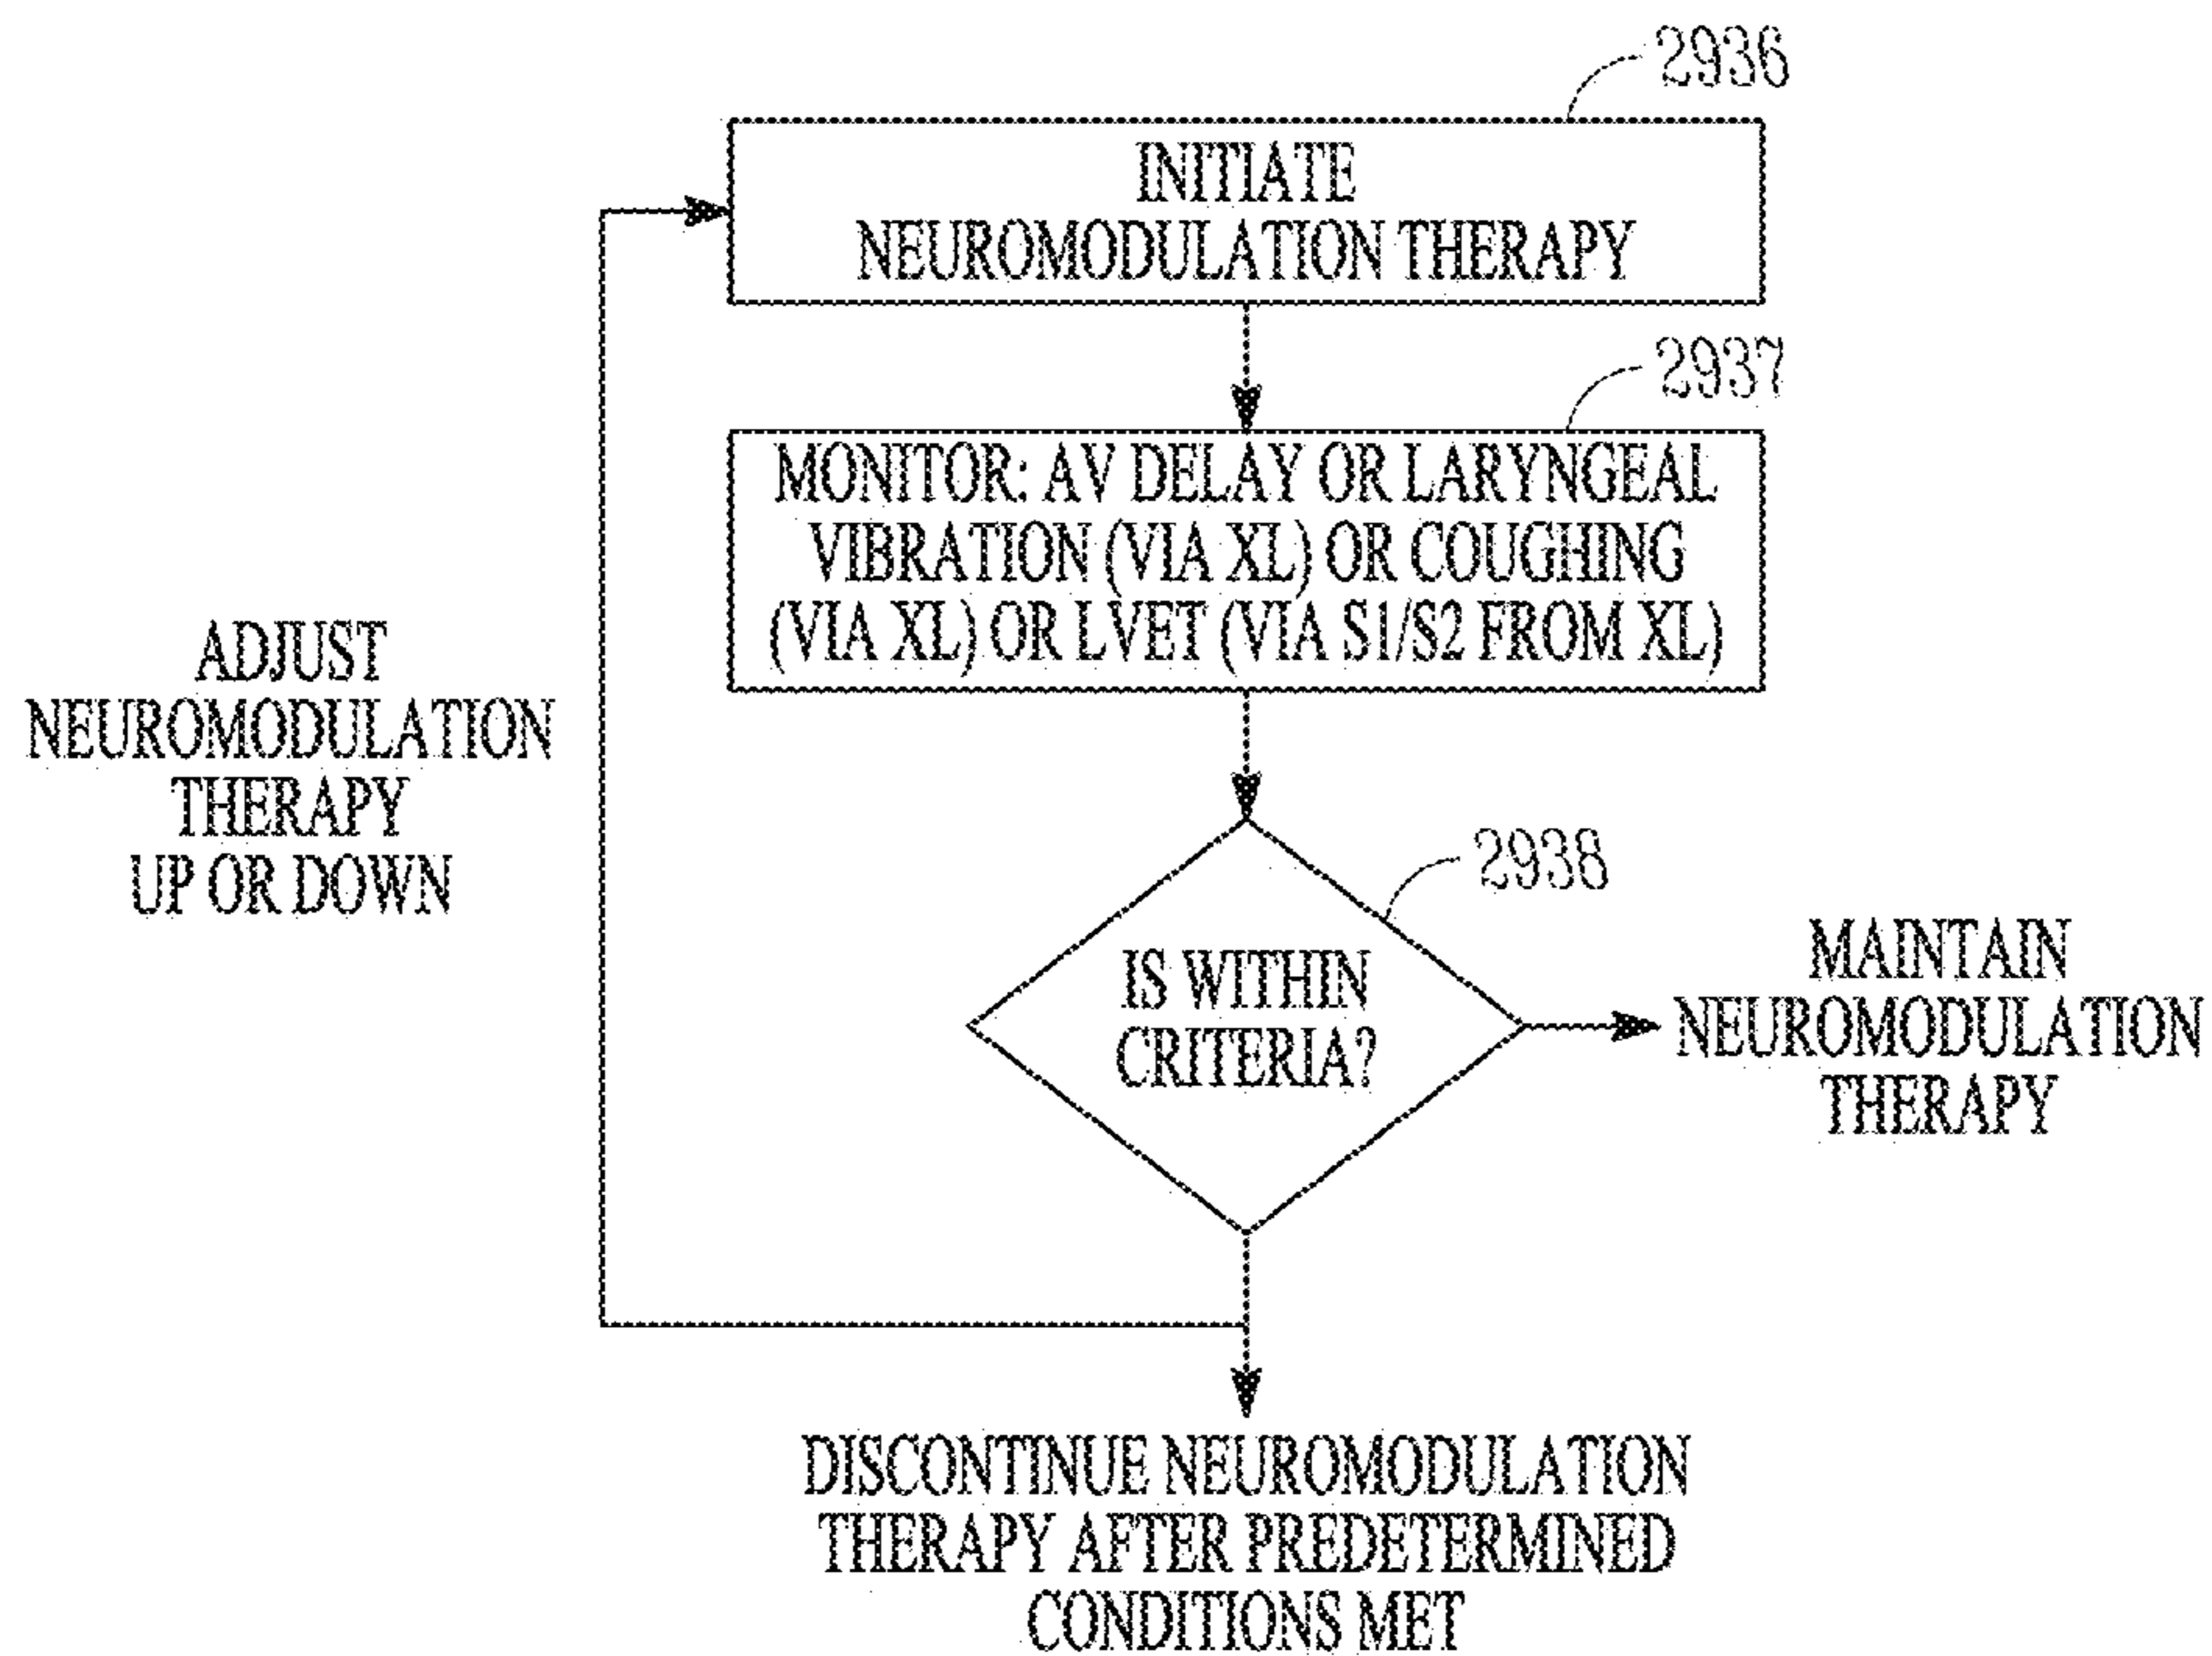 2936
INITIATE
NEUROMODULATION THERAPY
2937
MONITOR: AV DELAY OR LARYNGEAL
VIBRATION (VIA XL) OR COUGHING
(VIA XL) OR LVET (VIA S1/S2 FROM XL)
ADJUST
NEUROMODULATION
THERAPY
UP OR DOWN
2938
IS WITHIN
CRITERIA?
MAINTAIN
NEUROMODULATION
THERAPY
DISCONTINUE NEUROMODULATION
THERAPY AFTER PREDETERMINED
CONDITIONS MET